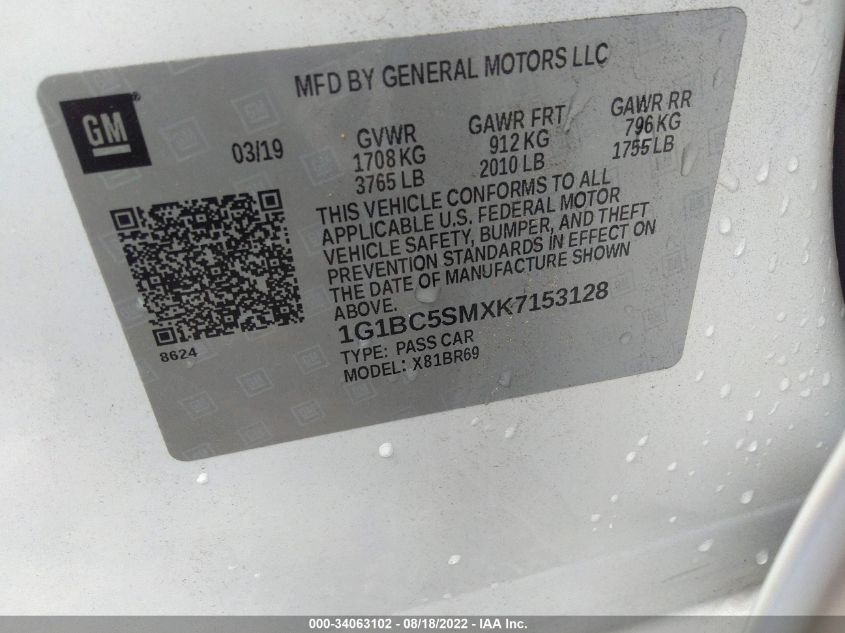 MFD BY GENERAL MOTORS LLC
GM
®
03/19
GVWR
1708 KG
3765 LB
GAWR FRT
912 KG
2010 LB
GAWR RR
796 KG
1755 LB
THIS VEHICLE CONFORMS TO ALL
APPLICABLE U.S. FEDERAL MOTOR
VEHICLE SAFETY, BUMPER, AND THEFT
PREVENTION STANDARDS IN EFFECT ON
THE DATE OF MANUFACTURE SHOWN
ABOVE.
1G1BC5SMXK7153128
TYPE: PASS CAR
MODEL: X81BR69
8624
000-34063102 - 08/18/2022 - IAA Inc.